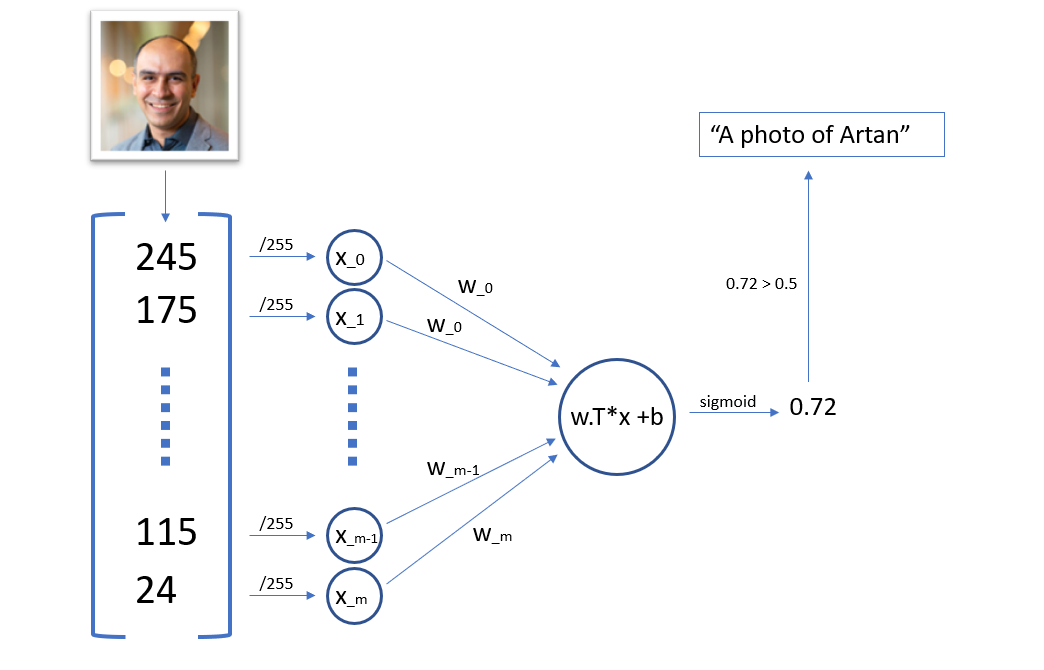 “A photo of Artan”
245
/255
x_0
w_0
175
/255
x_1
w_0
0.72 > 0.5
w.T*x +b
sigmoid
0.72
w_m-1
115
/255
x_m-1
w_m
24
/255
x_m